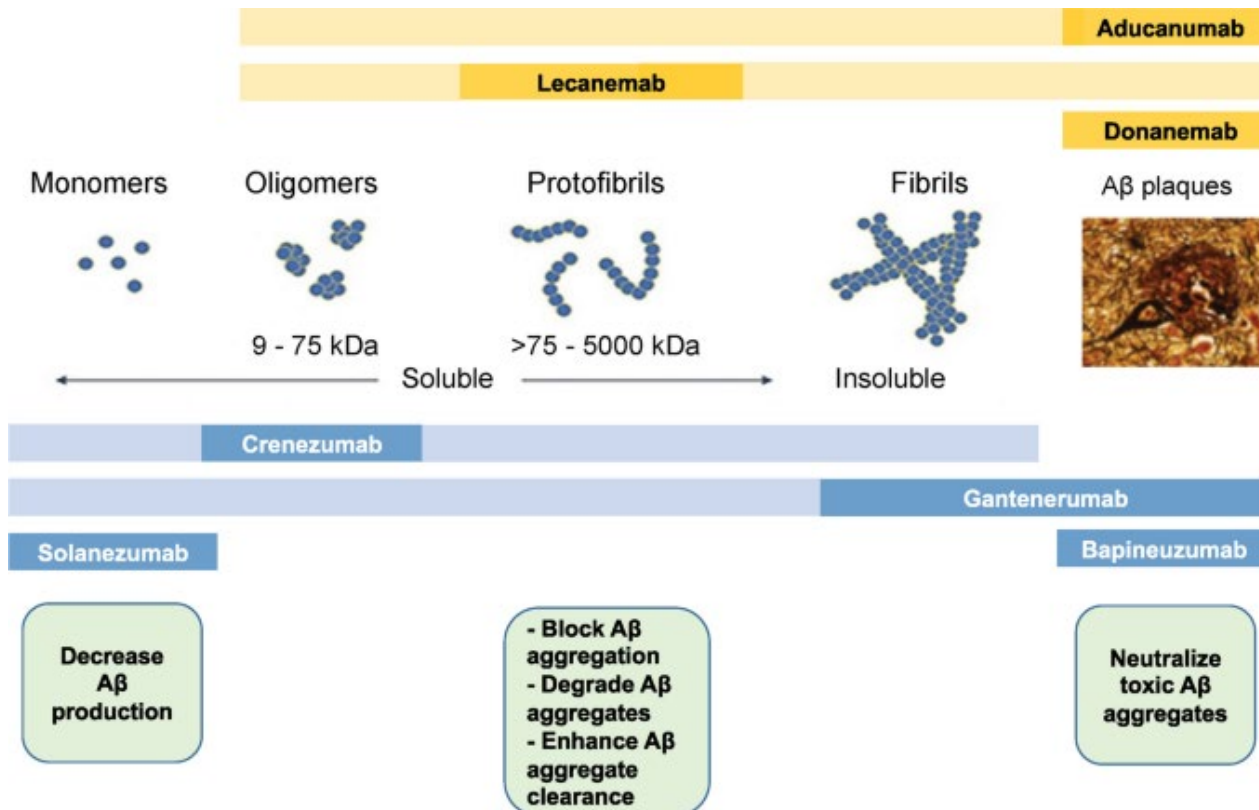 Aducanumab
Lecanemab
Donanemab
Monomers
Oligomers
Protofibrils
Fibrils
Aβ plaques
9 - 75 kDa
>75 - 5000 kDa
Soluble
Insoluble
Crenezumab
Gantenerumab
Solanezumab
Bapineuzumab
Decrease
Aβ
production
- Block Aβ
aggregation
- Degrade Aβ
aggregates
- Enhance Aβ
aggregate
clearance
Neutralize
toxic Aβ
aggregates